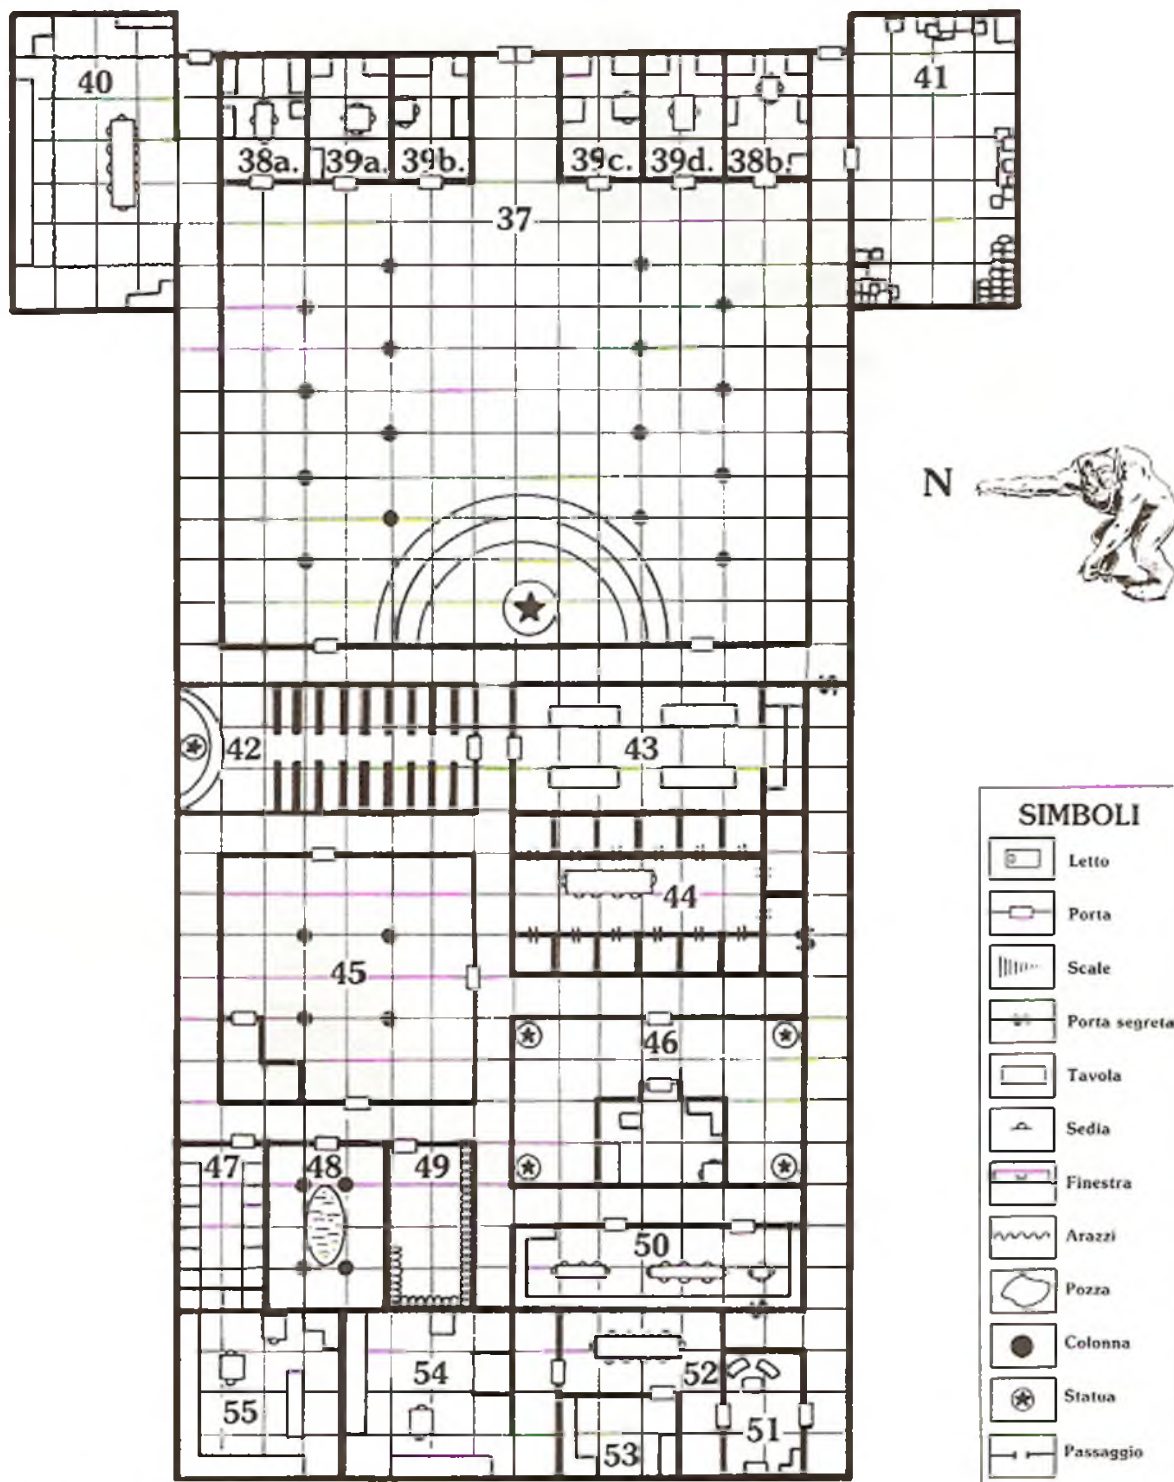 40
41
38a.
39a.
39b.
39c.
39d.
38b.
37
N
42
43
44
45
46
47
48
49
50
51
52
53
54
55
SIMBOLI
Letto
Porta
Scale
Porta segreta
Tavola
Sedia
Finestra
Arazzi
Pozza
Colonna
Statua
Passaggio